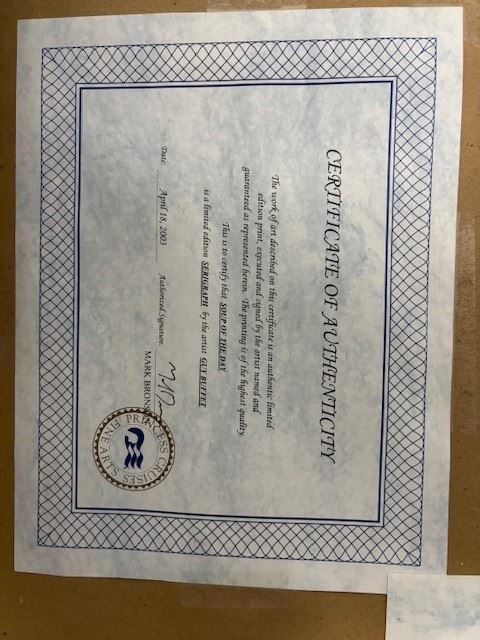 CERTIFICATE OF AUTHENTICITY
The work of art described on this certificate is an authentic limited
edition print, executed and signed by the artist named and
guaranteed as represented herein. The printing is of the highest quality.
This is to certify that SOUP OF THE DAY
is a limited edition SERIGRAPH by the artist GUY BUFFET
Date: April 18, 2003 Authorized Signature:
MARK
PRINCESS CRUISES
FINE ARTS